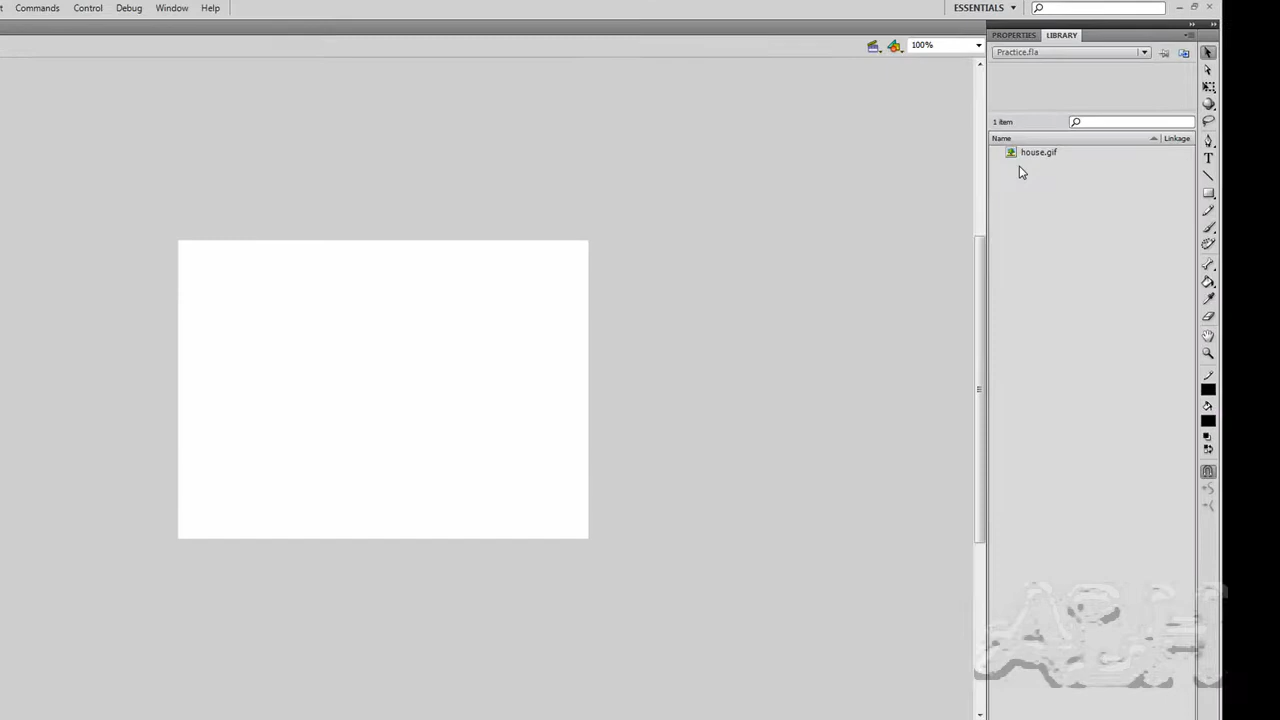 t Commands Control Debug Window Help ESSENTIALS
PROPERTIES LIBRARY
100%
Practice.fla
1 item
Name Linkage
house.gif
T